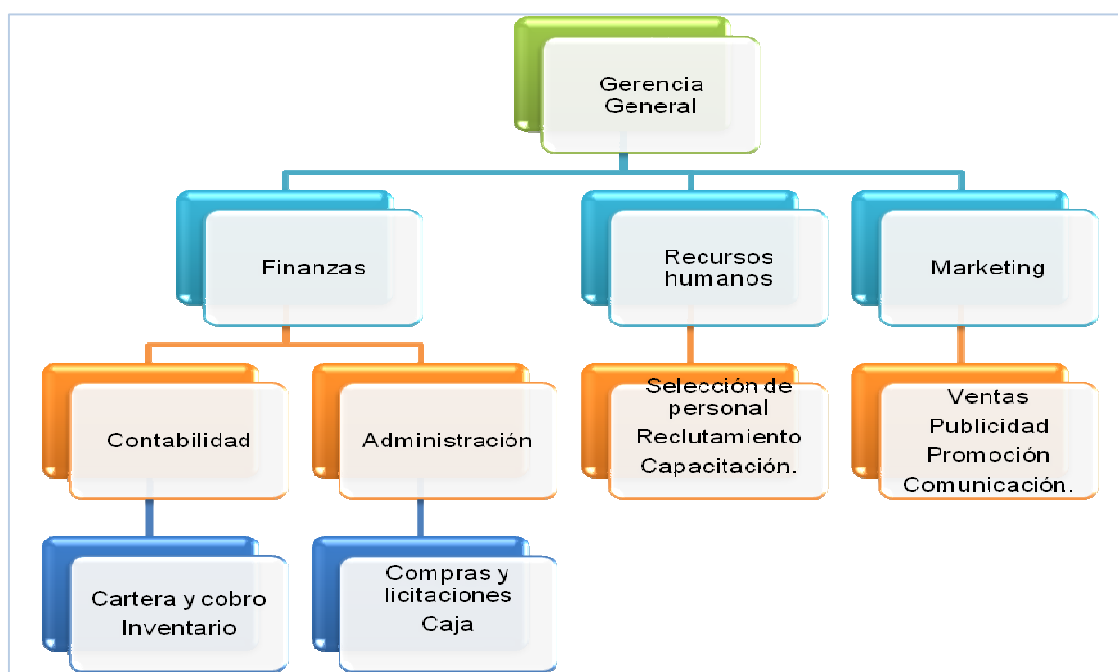 Gerencia
General
Finanzas
Recursos
humanos
Marketing
Contabilidad
Administración
Selección de
personal
Reclutamiento
Capacitación.
Ventas
Publicidad
Promoción
Comunicación.
Cartera y cobro
Inventario
Compras y
licitaciones
Caja